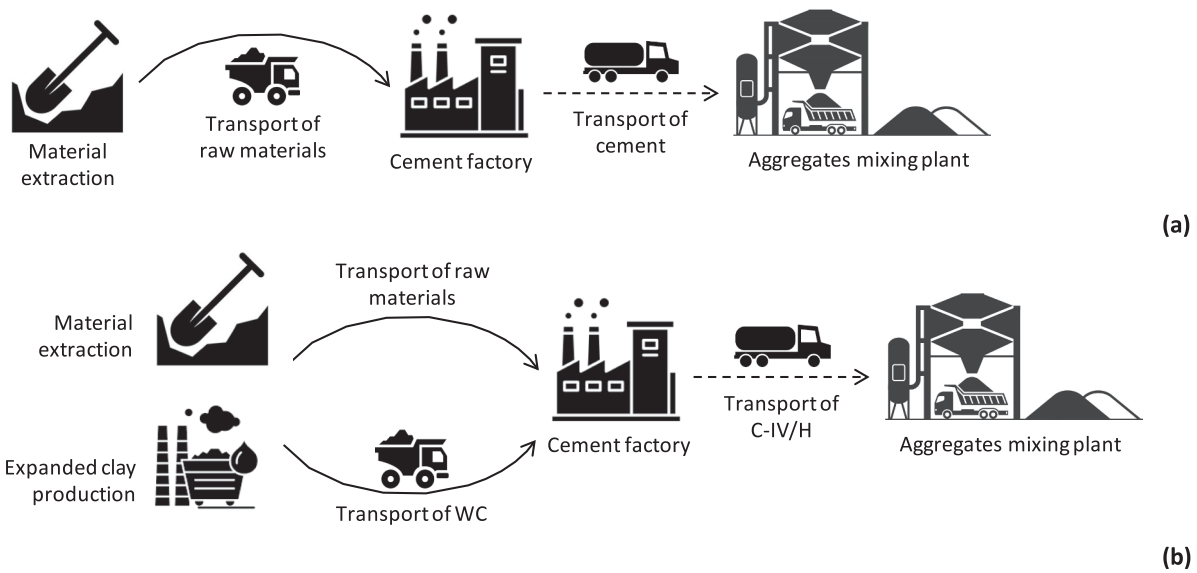 Material
extraction
Transport of
raw materials
Cement factory
Transport of
cement
Aggregates mixing plant
(a)
Transport of raw
materials
Material
extraction
Expanded clay
production
Transport of WC
Cement factory
Transport of
C-IV/H
Aggregates mixing plant
(b)